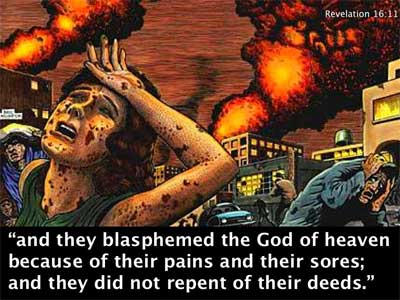 Revelation 16:11
“and they blasphemed the God of heaven
because of their pains and their sores;
and they did not repent of their deeds.”